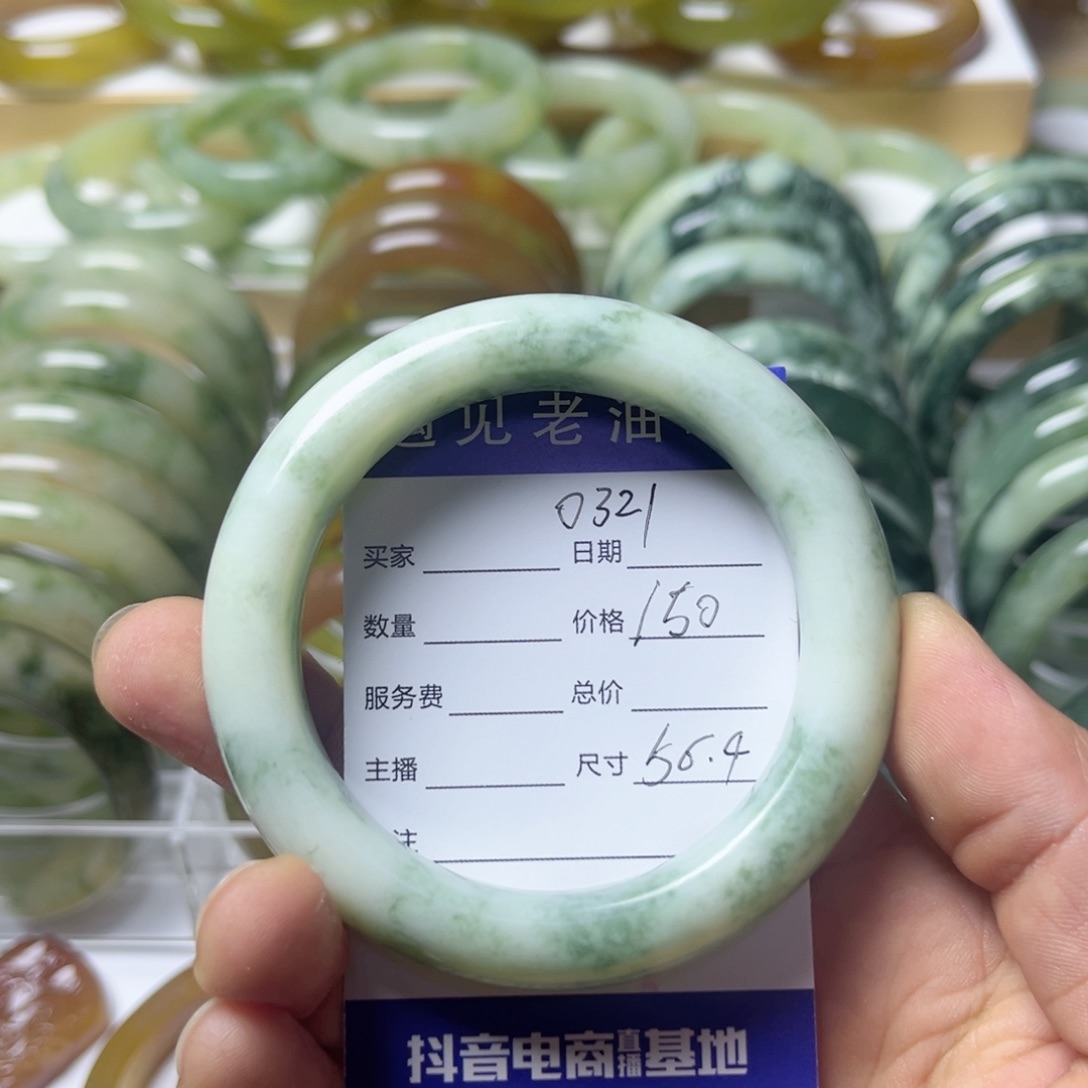 遇见老油
0321
买家 日期
数量 价格 150
服务费 总价
主播 尺寸 56.4
注
抖音电商直播基地